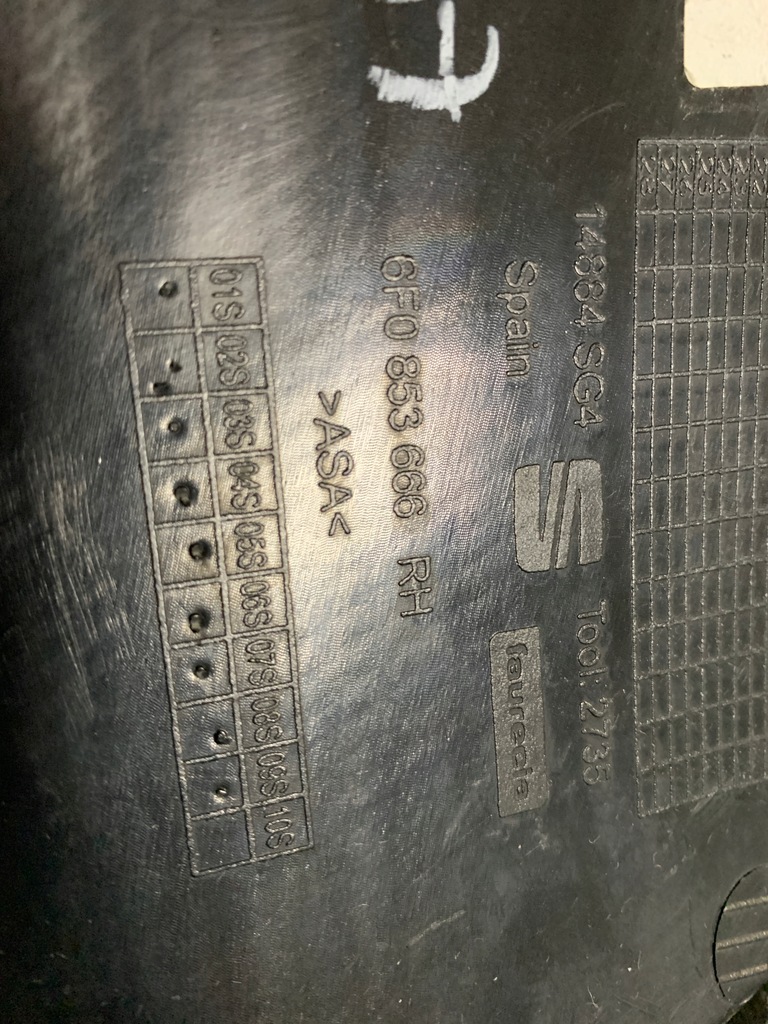 14884 SG4 Tool: 2735
Spain faurecia
6F0 853 666 RH
>ASA<
01S 02S 03S 04S 05S 06S 07S 08S 09S 10S